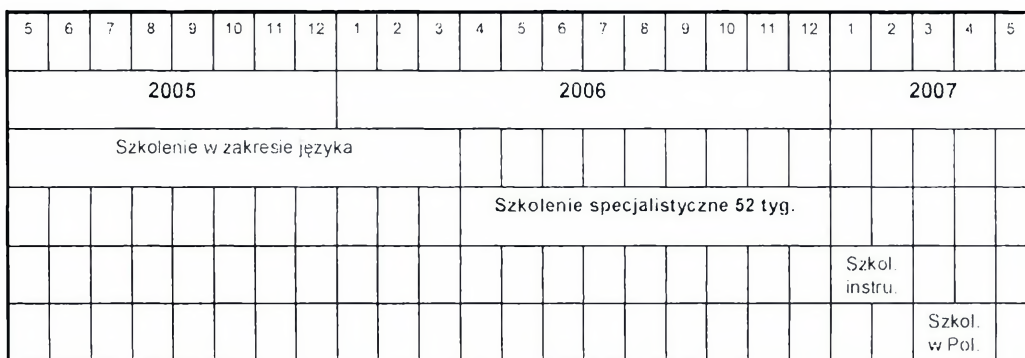 5 6 7 8 9 10 11 12 1 2 3 4 5 6 7 8 9 10 11 12 1 2 3 4 5
2005 2006 2007
Szkolenie w zakresie języka
Szkolenie specjalistyczne 52 tyg.
Szkol.
instru.
Szkol.
w Pol.